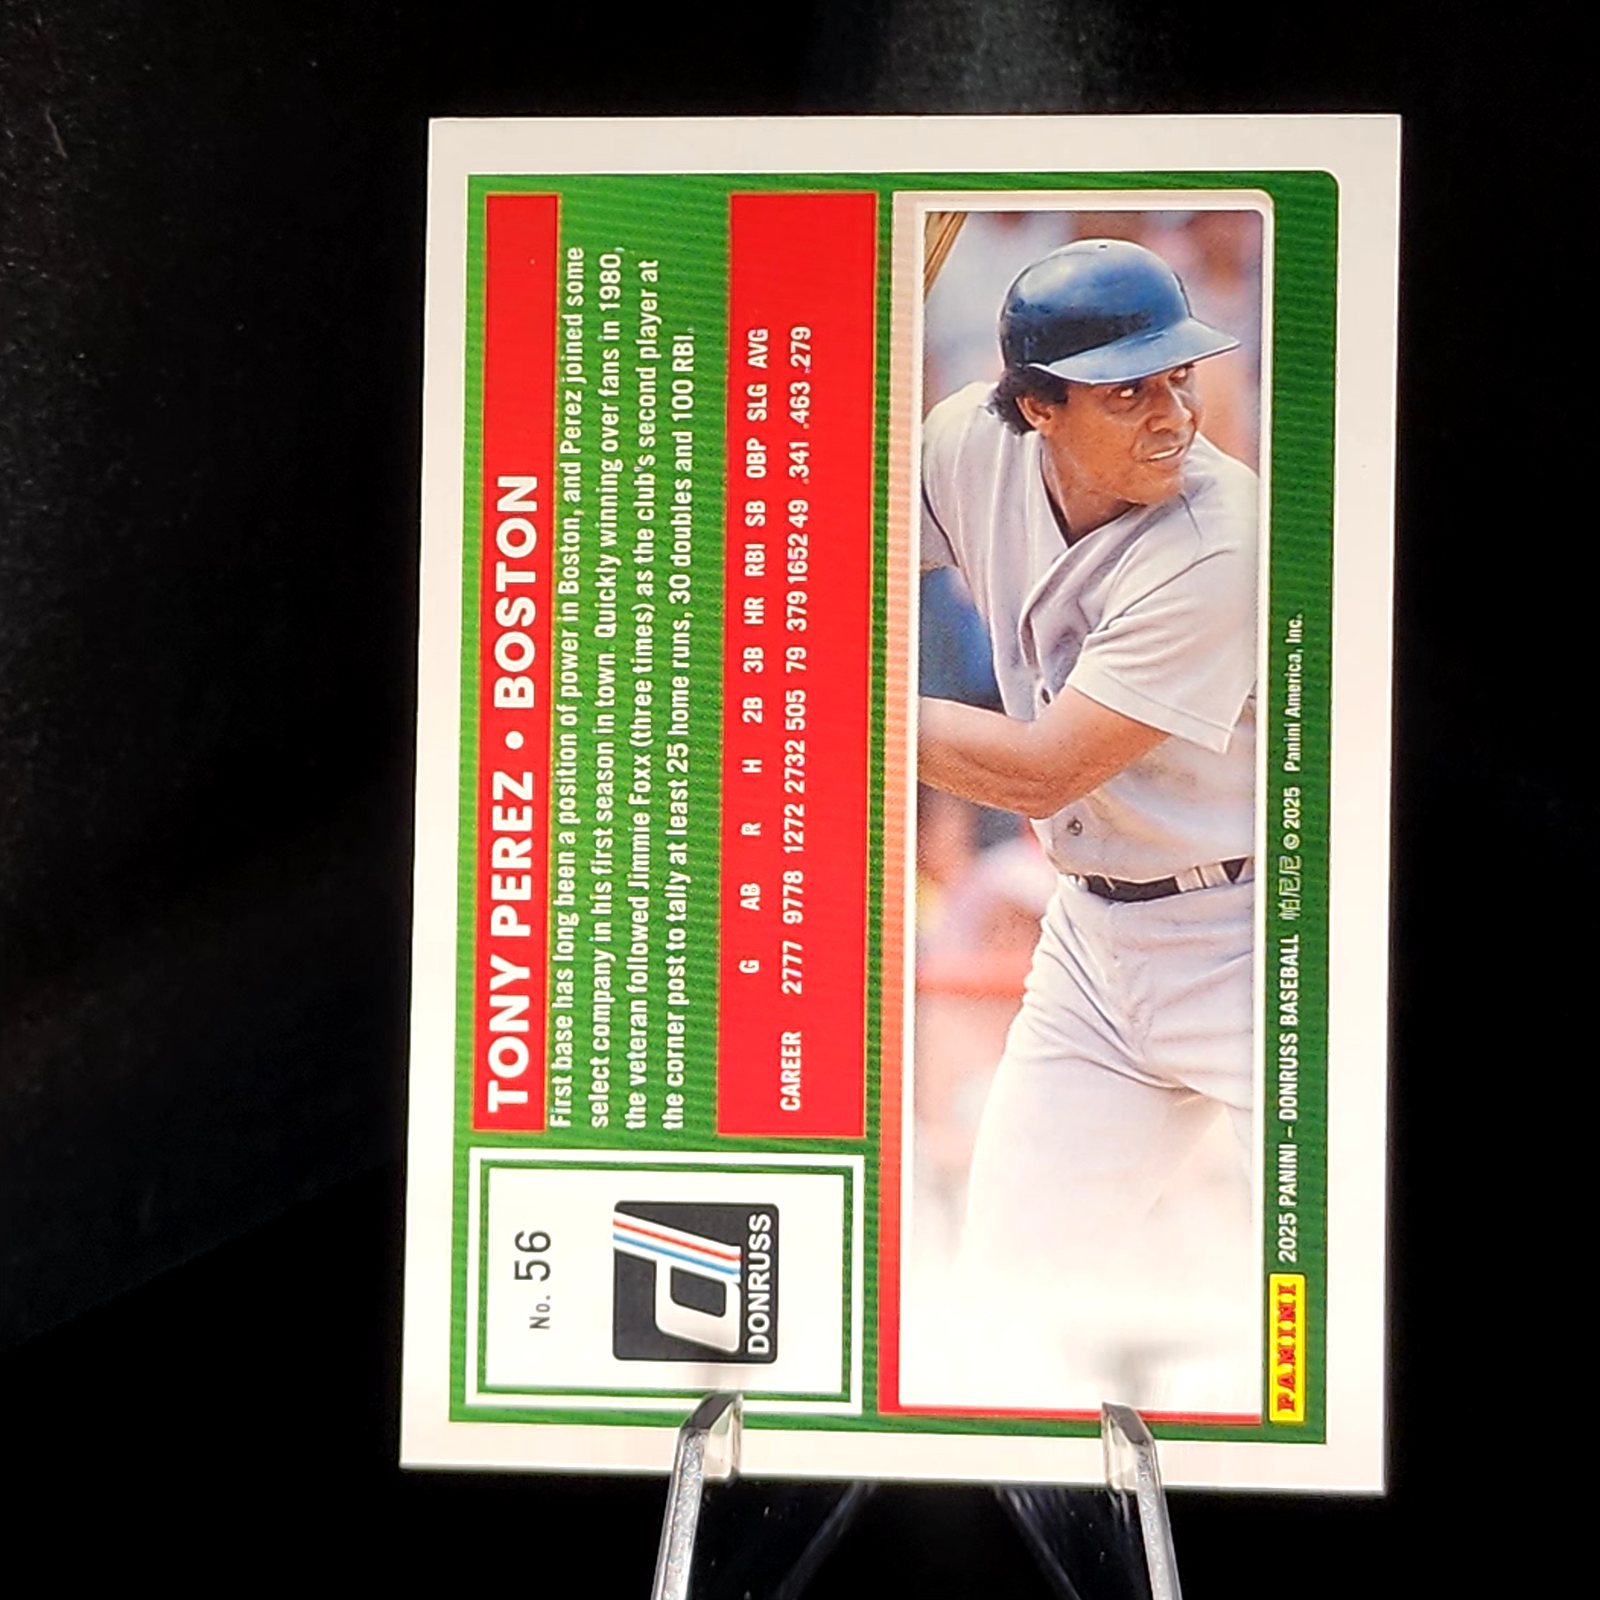 No. 56
DONRUSS
TONY PEREZ • BOSTON
First base has long been a position of power in Boston, and Perez joined some
select company in his first season in town. Quickly winning over fans in 1980,
the veteran followed Jimmie Foxx (three times) as the club's second player at
the corner post to tally at least 25 home runs, 30 doubles and 100 RBI.
G AB R H 2B 3B HR RBI SB OBP SLG AVG
CAREER 2777 9778 1272 2732 505 79 379 1652 49 .341 .463 .279
PANINI 2025 PANINI – DONRUSS BASEBALL 帕尼尼 © 2025 Panini America, Inc.